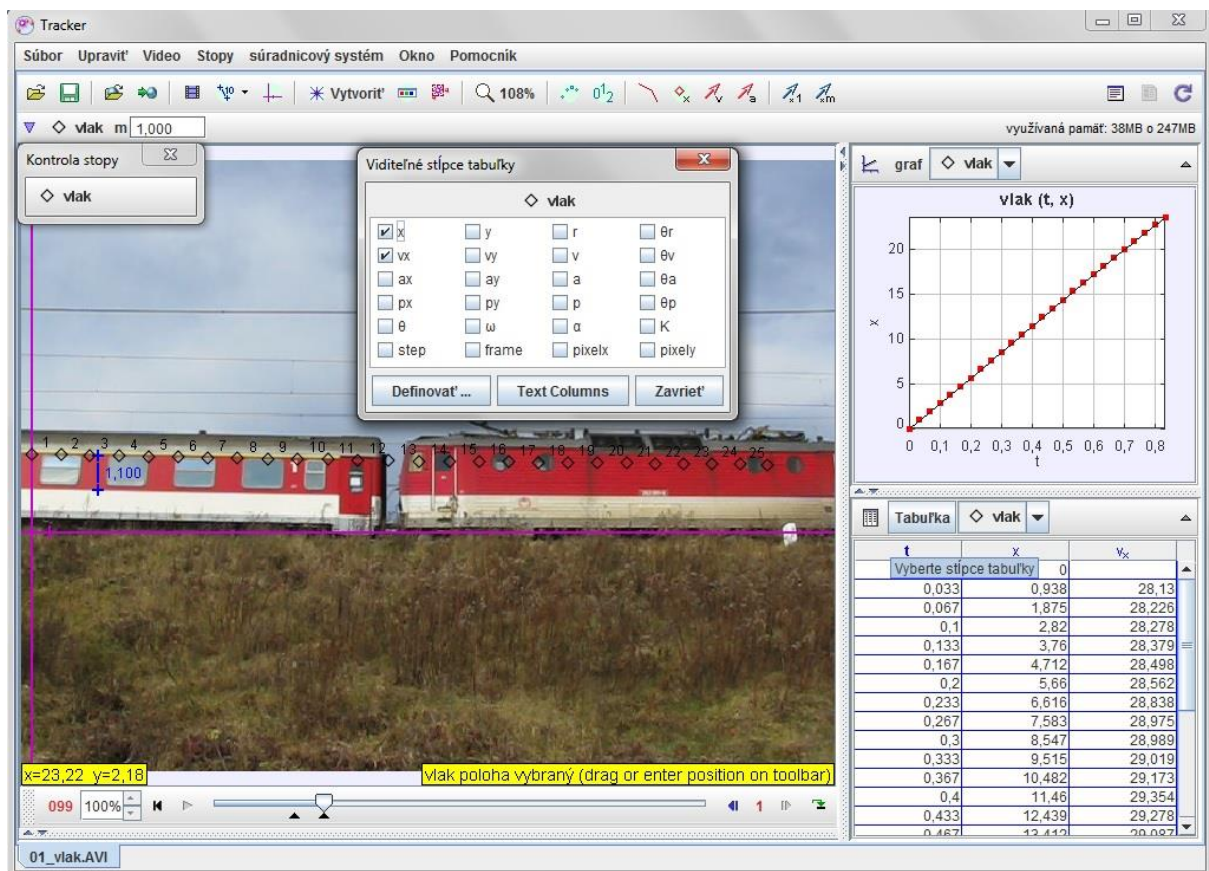 Tracker
Súbor Upraviť Video Stopy súradnicový systém Okno Pomocník
Vytvoriť 108%
vlak m 1,000 využívaná pamäť: 38MB o 247MB
Kontrola stopy
vlak
Viditeľné stĺpce tabuľky
vlak
x y r θr
vx vy v θv
ax ay a θa
px py p θp
θ ω α K
step frame pixelx pixely
Definovať ... Text Columns Zavrieť
1 2 3 4 5 6 7 8 9 10 11 12 13 14 15 16 17 18 19 20 21 22 23 24 25
1,100
x=23,22 y=2,18
vlak poloha vybraný (drag or enter position on toolbar)
099 100% 1
01_vlak.AVI
graf vlak
vlak (t, x)
x
20
15
10
5
0
0 0,1 0,2 0,3 0,4 0,5 0,6 0,7 0,8
t
Tabuľka vlak
t x vₓ
Vyberte stĺpce tabuľky 0
0,033 0,938 28,13
0,067 1,875 28,226
0,1 2,82 28,278
0,133 3,76 28,379
0,167 4,712 28,498
0,2 5,66 28,562
0,233 6,616 28,838
0,267 7,583 28,975
0,3 8,547 28,989
0,333 9,515 29,019
0,367 10,482 29,173
0,4 11,46 29,354
0,433 12,439 29,278
0,467 13,412 29,087